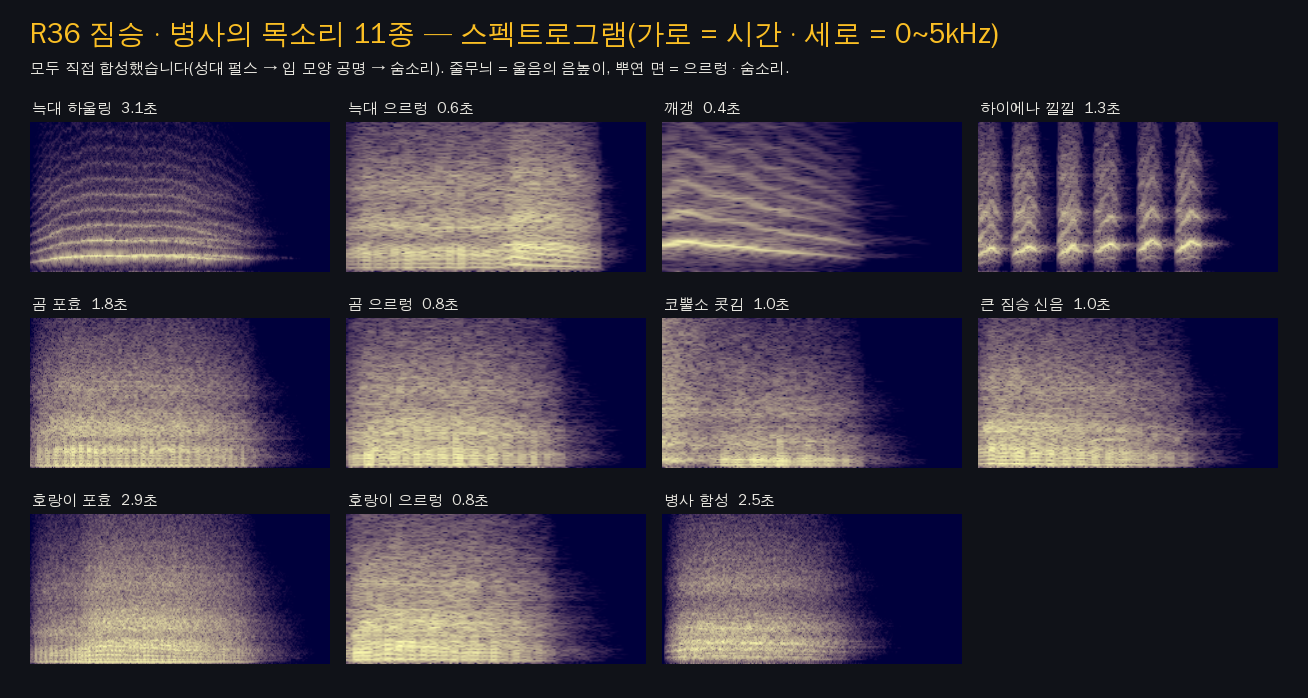 R36 짐승 · 병사의 목소리 11종 — 스펙트로그램(가로 = 시간 · 세로 = 0~5kHz)
모두 직접 합성했습니다(성대 펄스 → 입 모양 공명 → 숨소리). 줄무늬 = 울음의 음높이, 뿌연 면 = 으르렁 · 숨소리.
늑대 하울링 3.1초
늑대 으르렁 0.6초
깨갱 0.4초
하이에나 낄낄 1.3초
곰 포효 1.8초
곰 으르렁 0.8초
코뿔소 콧김 1.0초
큰 짐승 신음 1.0초
호랑이 포효 2.9초
호랑이 으르렁 0.8초
병사 함성 2.5초